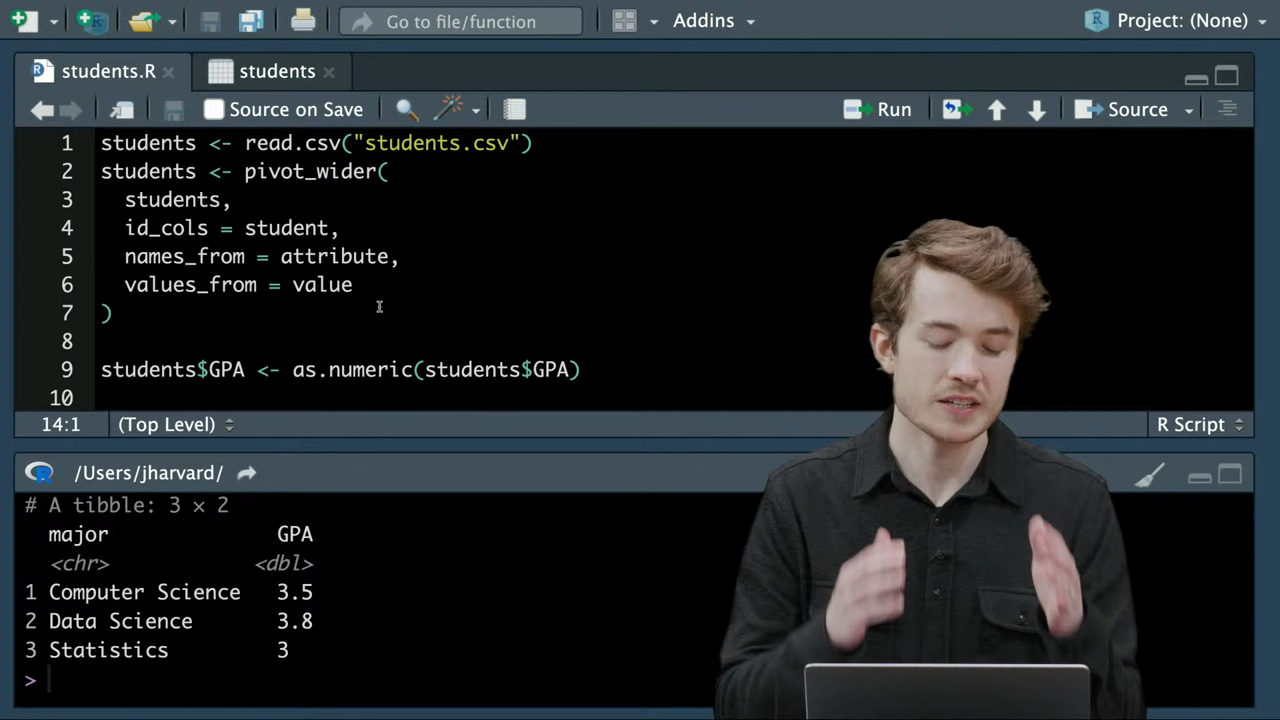 Go to file/function
Addins
Project: (None)
students.R
students
Source on Save
Run
Source
1 students <- read.csv("students.csv")
2 students <- pivot_wider(
3 students,
4 id_cols = student,
5 names_from = attribute,
6 values_from = value
7 )
8
9 students$GPA <- as.numeric(students$GPA)
10
14:1 (Top Level) R Script
/Users/jharvard/
# A tibble: 3 × 2
major GPA
<chr> <dbl>
1 Computer Science 3.5
2 Data Science 3.8
3 Statistics 3
>